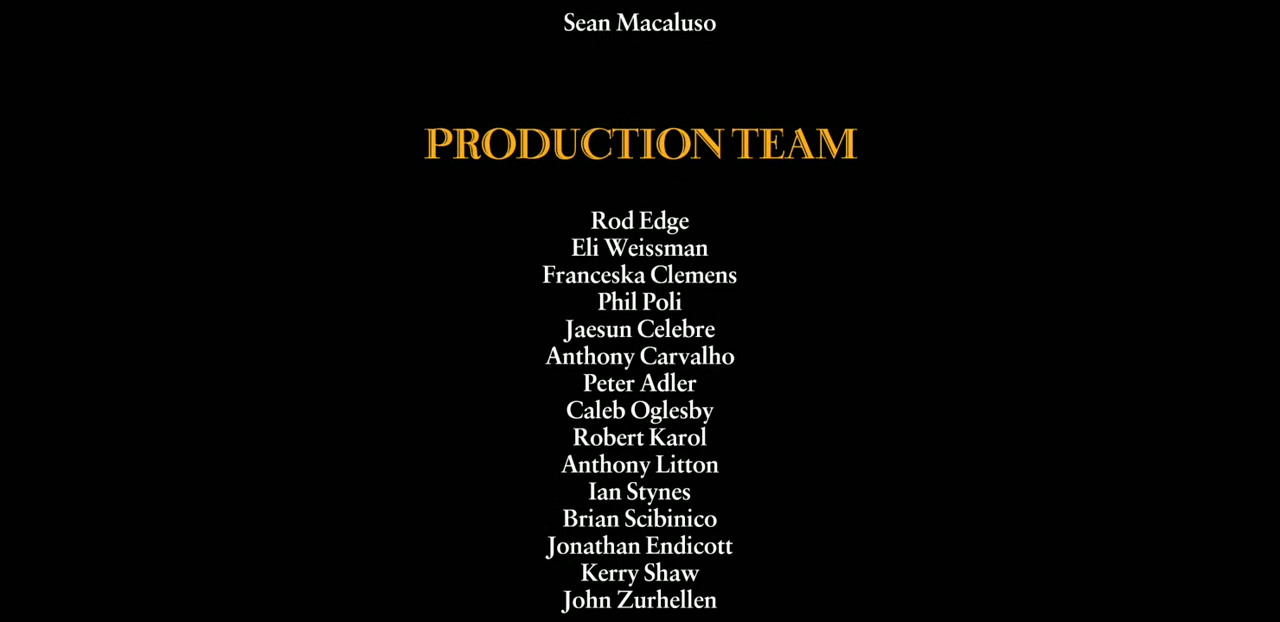 Sean Macaluso
PRODUCTION TEAM
Rod Edge
Eli Weissman
Franceska Clemens
Phil Poli
Jaesun Celebre
Anthony Carvalho
Peter Adler
Caleb Oglesby
Robert Karol
Anthony Litton
Ian Stynes
Brian Scibinico
Jonathan Endicott
Kerry Shaw
John Zurhellen